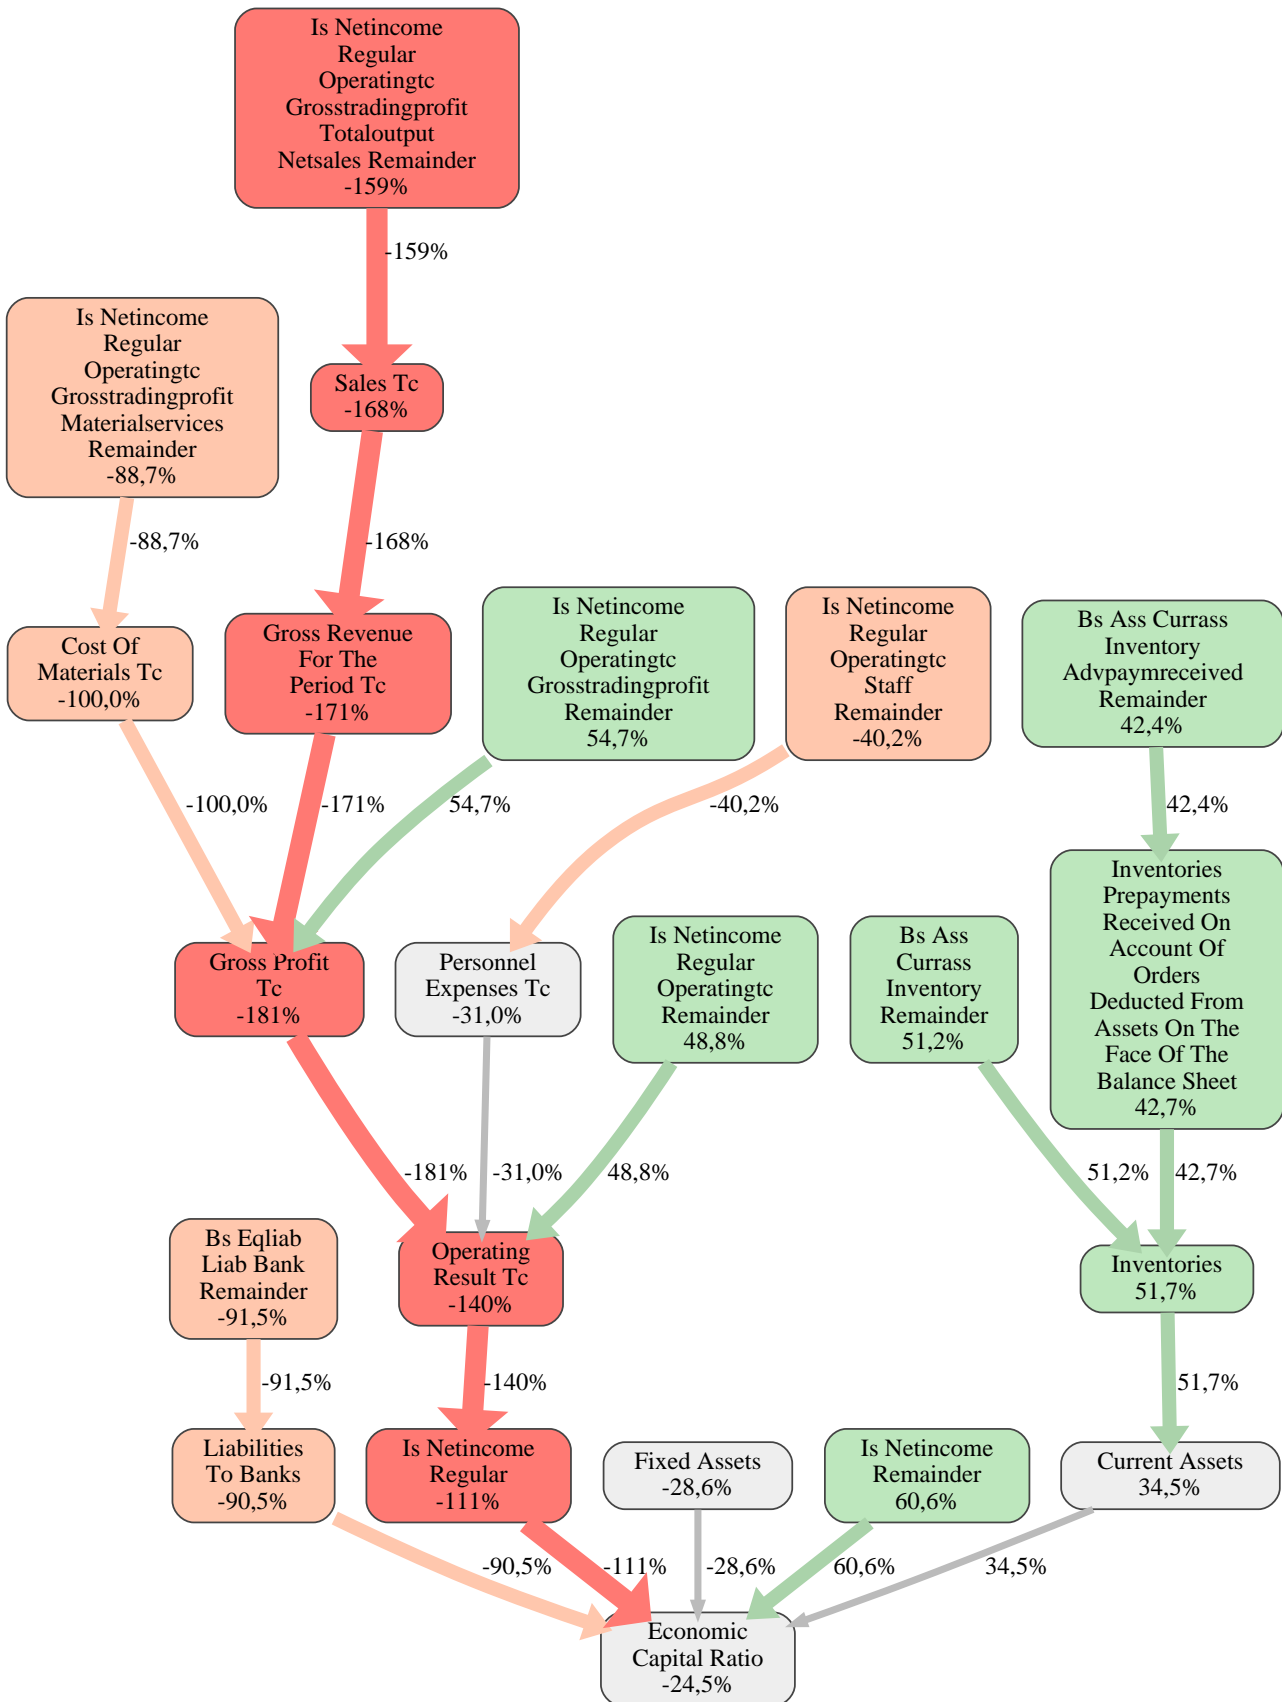 Is Netincome
Regular
Operatingtc
Grosstradingprofit
Totaloutput
Netsales Remainder
-159%
-159%
Is Netincome
Regular
Operatingtc
Grosstradingprofit
Materialservices
Remainder
-88,7%
Sales Tc
-168%
-88,7%
-168%
Cost Of
Materials Tc
-100,0%
Gross Revenue
For The
Period Tc
-171%
Is Netincome
Regular
Operatingtc
Grosstradingprofit
Remainder
54,7%
Is Netincome
Regular
Operatingtc
Staff
Remainder
-40,2%
Bs Ass Currass
Inventory
Advpaymreceived
Remainder
42,4%
-100,0%
-171%
54,7%
-40,2%
42,4%
Gross Profit
Tc
-181%
Personnel
Expenses Tc
-31,0%
Is Netincome
Regular
Operatingtc
Remainder
48,8%
Bs Ass
Currass
Inventory
Remainder
51,2%
Inventories
Prepayments
Received On
Account Of
Orders
Deducted From
Assets On The
Face Of The
Balance Sheet
42,7%
-181%
-31,0%
48,8%
51,2%
42,7%
Bs Eqliab
Liab Bank
Remainder
-91,5%
Operating
Result Tc
-140%
Inventories
51,7%
-91,5%
-140%
51,7%
Liabilities
To Banks
-90,5%
Is Netincome
Regular
-111%
Fixed Assets
-28,6%
Is Netincome
Remainder
60,6%
Current Assets
34,5%
-90,5%
-111%
-28,6%
60,6%
34,5%
Economic
Capital Ratio
-24,5%